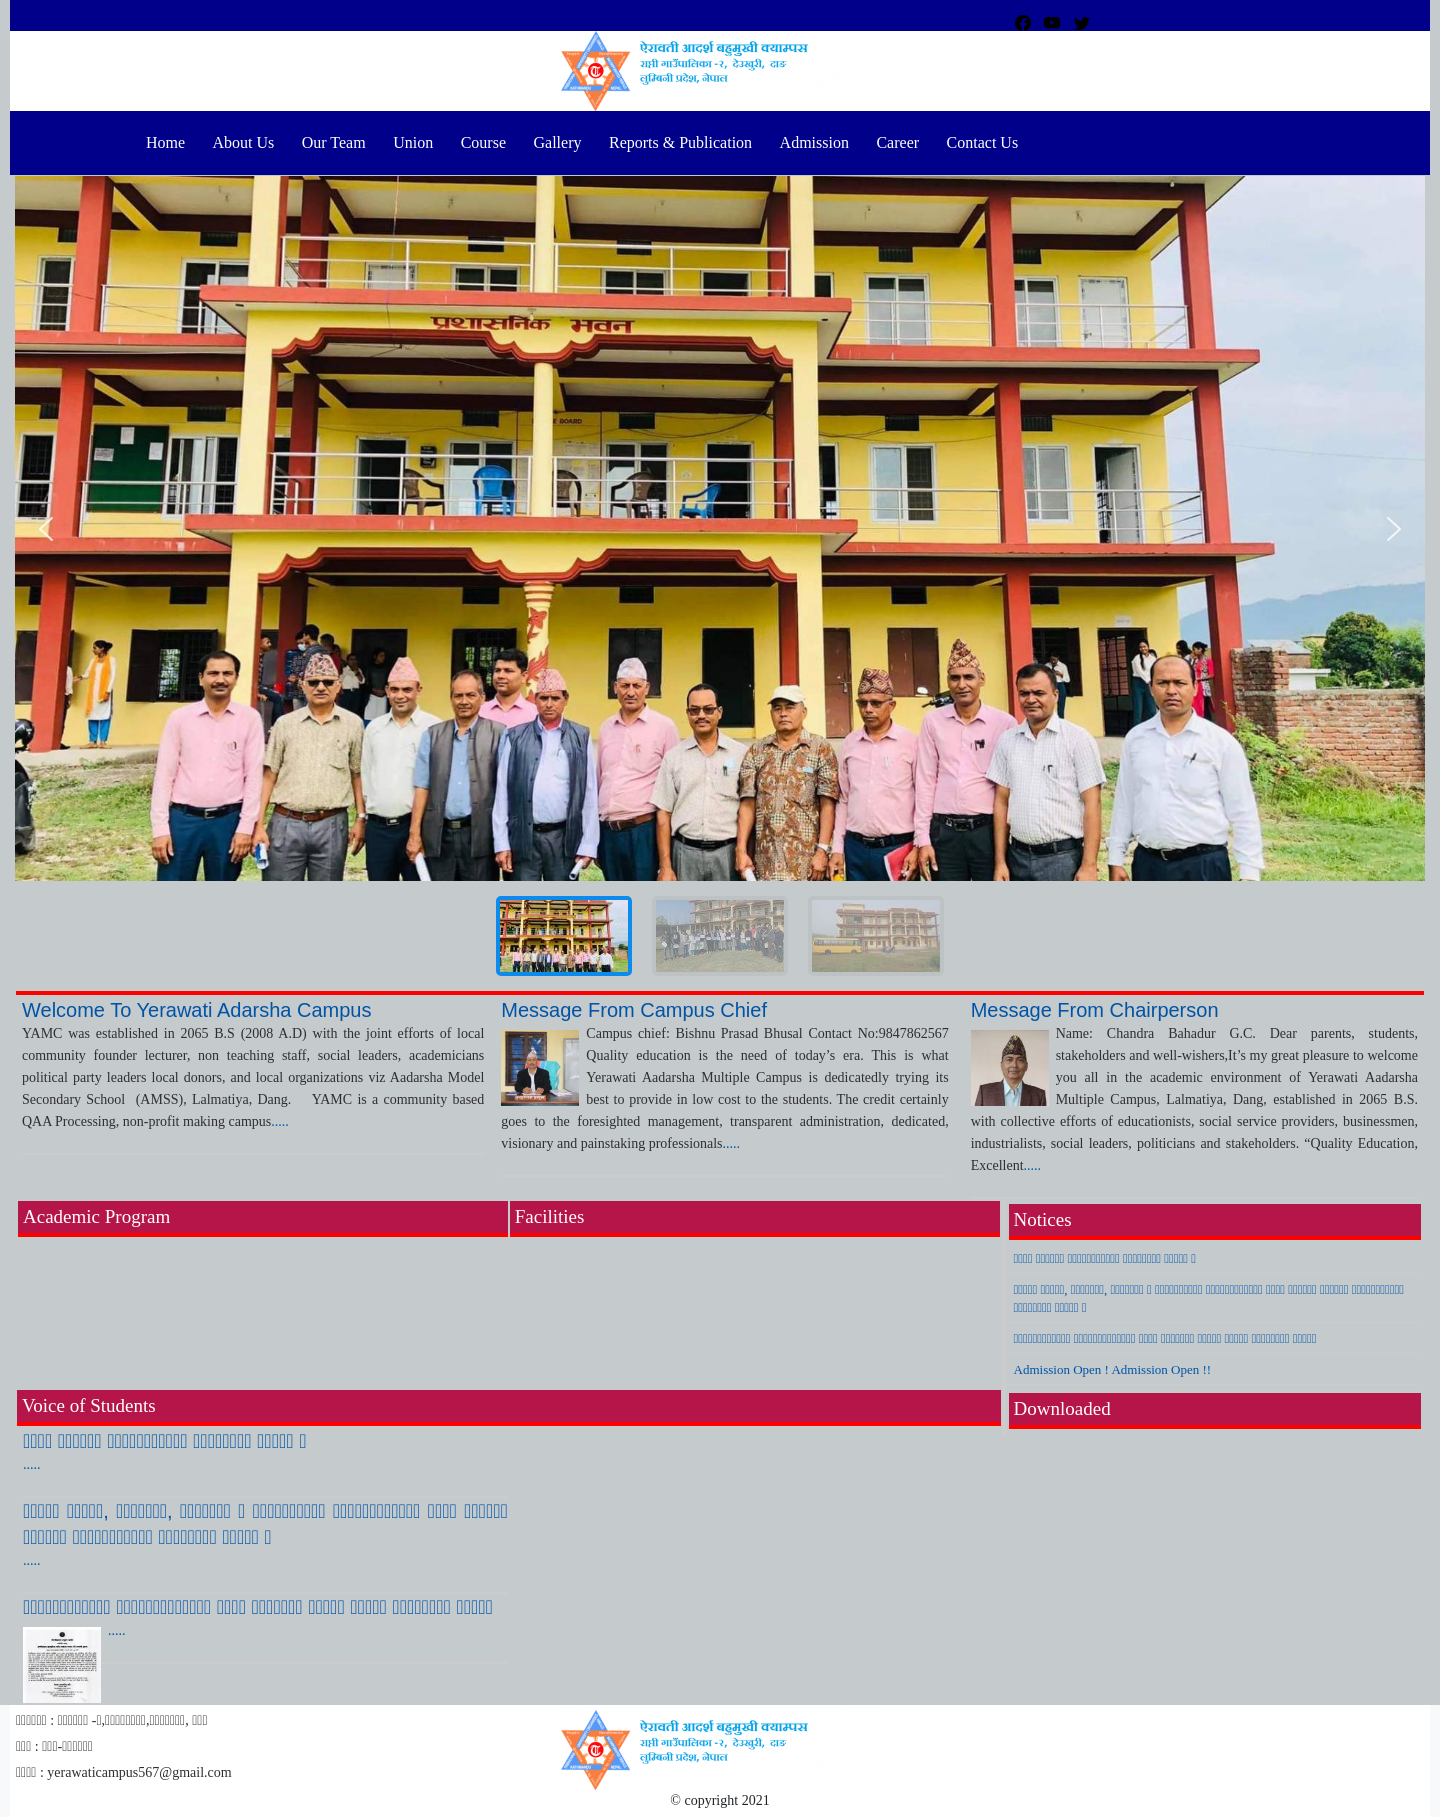 ऐरावती आदर्श बहुमुखी क्याम्पस
राप्ती गाउँपालिका -२, देउखुरी, दाङ
लुम्बिनी प्रदेश, नेपाल
Home About Us Our Team Union Course Gallery Reports & Publication Admission Career Contact Us
प्रशासनिक भवन
BOARD
Welcome To Yerawati Adarsha Campus
YAMC was established in 2065 B.S (2008 A.D) with the joint efforts of local
community founder lecturer, non teaching staff, social leaders, academicians
political party leaders local donors, and local organizations viz Aadarsha Model
Secondary School (AMSS), Lalmatiya, Dang. YAMC is a community based
QAA Processing, non-profit making campus.....
Message From Campus Chief
Campus chief: Bishnu Prasad Bhusal Contact No:9847862567
Quality education is the need of today’s era. This is what
Yerawati Aadarsha Multiple Campus is dedicatedly trying its
best to provide in low cost to the students. The credit certainly
goes to the foresighted management, transparent administration, dedicated,
visionary and painstaking professionals.....
Message From Chairperson
Name: Chandra Bahadur G.C. Dear parents, students,
stakeholders and well-wishers,It’s my great pleasure to welcome
you all in the academic environment of Yerawati Aadarsha
Multiple Campus, Lalmatiya, Dang, established in 2065 B.S.
with collective efforts of educationists, social service providers, businessmen,
industrialists, social leaders, politicians and stakeholders. “Quality Education,
Excellent.....
Academic Program
Facilities
Notices
Admission Open ! Admission Open !!
Voice of Students
Downloaded
.....
.....
.....
: yerawaticampus567@gmail.com
ऐरावती आदर्श बहुमुखी क्याम्पस
राप्ती गाउँपालिका -२, देउखुरी, दाङ
लुम्बिनी प्रदेश, नेपाल
© copyright 2021